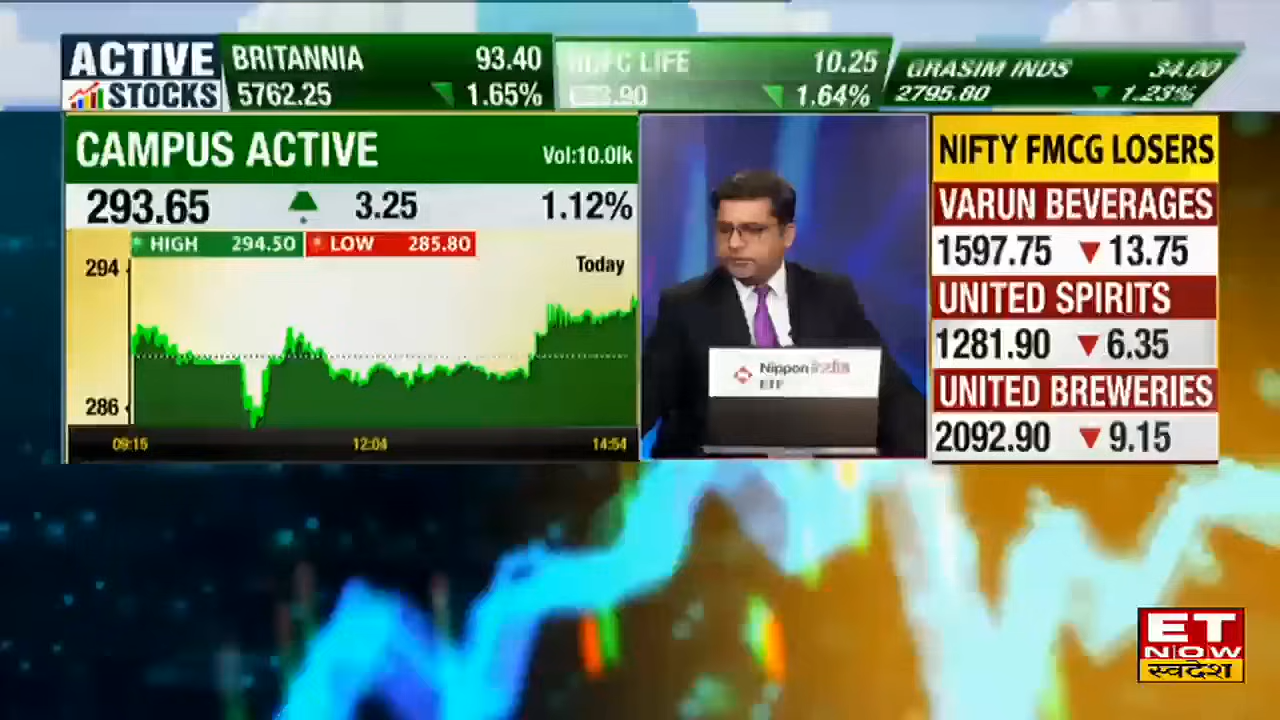 ACTIVE
STOCKS
BRITANNIA 93.40
5762.25 1.65%
HDFC LIFE 10.25
1.64%
GRASIM INDS 34.00
2795.80 1.23%
CAMPUS ACTIVE Vol:10.0lk
293.65 3.25 1.12%
HIGH 294.50 LOW 285.80
Today
294
286
09:15 12:04 14:54
Nippon india
ETF
NIFTY FMCG LOSERS
VARUN BEVERAGES
1597.75 13.75
UNITED SPIRITS
1281.90 6.35
UNITED BREWERIES
2092.90 9.15
ET
NOW
स्वदेश